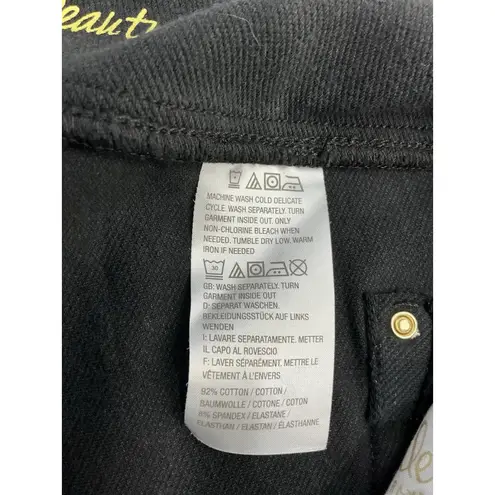 eaut
MACHINE WASH COLD DELICATE
CYCLE. WASH SEPARATELY. TURN
GARMENT INSIDE OUT. ONLY
NON-CHLORINE BLEACH WHEN
NEEDED. TUMBLE DRY LOW. WARM
IRON IF NEEDED
30
GB: WASH SEPARATELY. TURN
GARMENT INSIDE OUT
D: SEPARAT WASCHEN.
BEKLEIDUNGSSTÜCK AUF LINKS
WENDEN
I: LAVARE SEPARATAMENTE. METTER
IL CAPO AL ROVESCIO
F: LAVER SÉPARÉMENT. METTRE LE
VÊTEMENT À L'ENVERS
92% COTTON / COTTON /
BAUMWOLLE / COTONE / COTON
8% SPANDEX / ELASTANE /
ELASTHAN / ELASTAN / ÉLASTHANNE
de